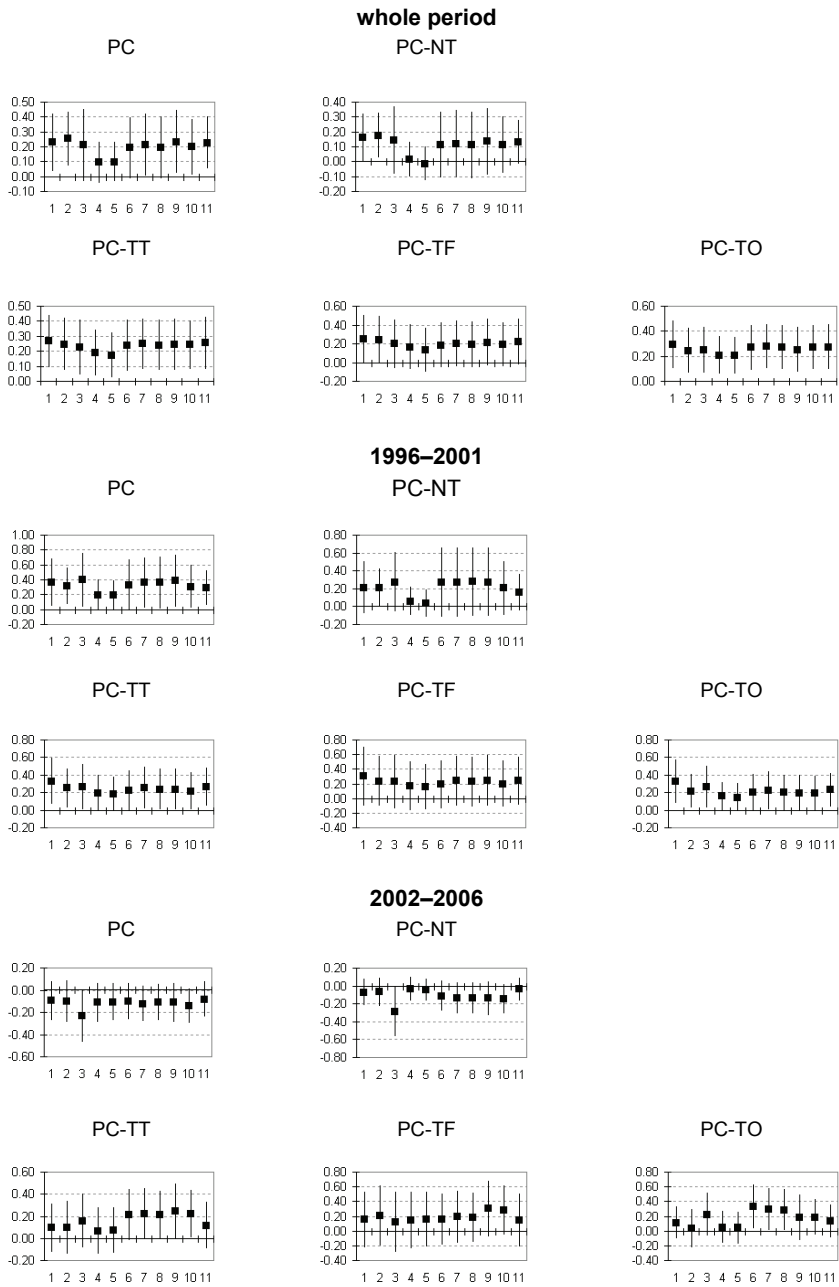 whole period
PC PC-NT
0.50 0.40
0.40 0.30
0.30 0.20
0.20 0.10
0.10 0.00
0.00 -0.10
-0.10 -0.20
1 2 3 4 5 6 7 8 9 10 11 1 2 3 4 5 6 7 8 9 10 11
PC-TT PC-TF PC-TO
0.50 0.60 0.60
0.40 0.40 0.40
0.30 0.20 0.20
0.20 0.00 0.00
0.10 -0.20
0.00
1 2 3 4 5 6 7 8 9 10 11 1 2 3 4 5 6 7 8 9 10 11 1 2 3 4 5 6 7 8 9 10 11
1996–2001
PC PC-NT
1.00 0.80
0.80 0.60
0.60 0.40
0.40 0.20
0.20 0.00
0.00 -0.20
-0.20
1 2 3 4 5 6 7 8 9 10 11 1 2 3 4 5 6 7 8 9 10 11
PC-TT PC-TF PC-TO
0.80 0.80 0.80
0.60 0.60 0.60
0.40 0.40 0.40
0.20 0.20 0.20
0.00 0.00 0.00
-0.20 -0.20 -0.20
-0.40
1 2 3 4 5 6 7 8 9 10 11 1 2 3 4 5 6 7 8 9 10 11 1 2 3 4 5 6 7 8 9 10 11
2002–2006
PC PC-NT
0.20 0.20
0.00 0.00
-0.20 -0.20
-0.40 -0.40
-0.60 -0.60
-0.80
1 2 3 4 5 6 7 8 9 10 11 1 2 3 4 5 6 7 8 9 10 11
PC-TT PC-TF PC-TO
0.60 0.80 0.80
0.40 0.60 0.60
0.20 0.40 0.40
0.00 0.20 0.20
-0.20 0.00 0.00
-0.20 -0.20
-0.40 -0.40
1 2 3 4 5 6 7 8 9 10 11 1 2 3 4 5 6 7 8 9 10 11 1 2 3 4 5 6 7 8 9 10 11